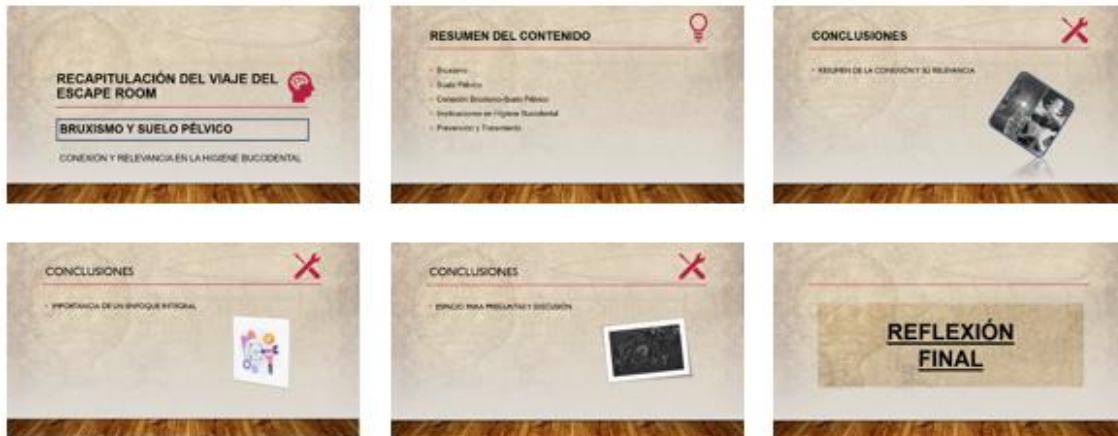 RECAPITULACIÓN DEL VIAJE DEL
ESCAPE ROOM
BRUXISMO Y SUELO PÉLVICO
CONEXIÓN Y RELEVANCIA EN LA HIGIENE BUCODENTAL
RESUMEN DEL CONTENIDO
Bruxismo
Suelo Pélvico
Conexión Bruxismo-Suelo Pélvico
Implicaciones en Higiene Bucodental
Prevención y Tratamiento
CONCLUSIONES
RESUMEN DE LA CONEXIÓN Y SU RELEVANCIA
CONCLUSIONES
IMPORTANCIA DE UN ENFOQUE INTEGRAL
CONCLUSIONES
ESPACIO PARA PREGUNTAS Y DISCUSIÓN
REFLEXIÓN
FINAL